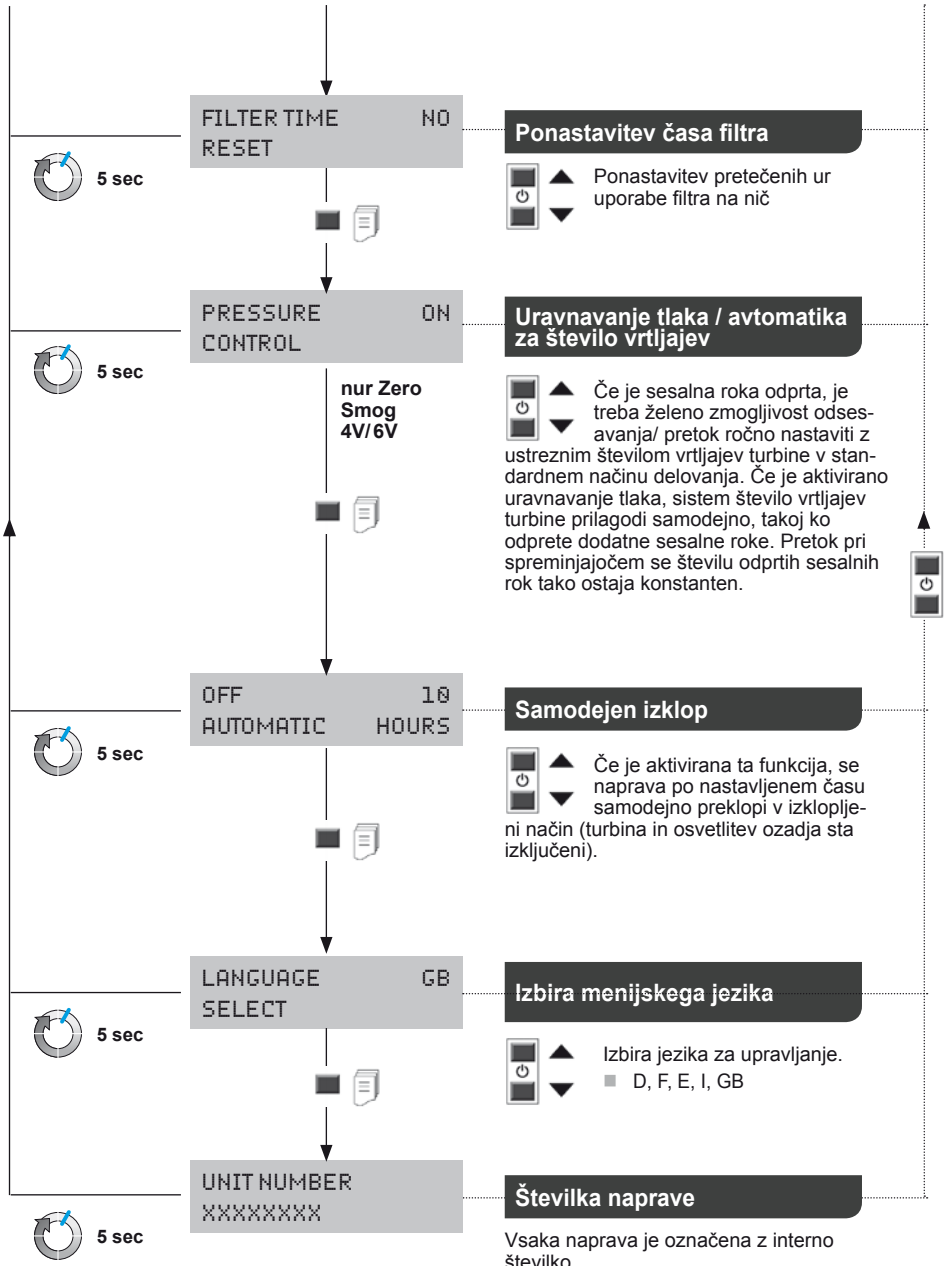 FILTER TIME NO
RESET
5 sec
Ponastavitev časa filtra
Ponastavitev pretečenih ur
uporabe filtra na nič
PRESSURE ON
CONTROL
5 sec
nur Zero
Smog
4V/6V
Uravnavanje tlaka / avtomatika
za število vrtljajev
Če je sesalna roka odprta, je
treba želeno zmogljivost odses-
avanja/ pretok ročno nastaviti z
ustreznim številom vrtljajev turbine v stan-
dardnem načinu delovanja. Če je aktivirano
uravnavanje tlaka, sistem število vrtljajev
turbine prilagodi samodejno, takoj ko
odprete dodatne sesalne roke. Pretok pri
spreminjajočem se številu odprtih sesalnih
rok tako ostaja konstanten.
OFF 10
AUTOMATIC HOURS
5 sec
Samodejen izklop
Če je aktivirana ta funkcija, se
naprava po nastavljenem času
samodejno preklopi v izkloplje-
ni način (turbina in osvetlitev ozadja sta
izključeni).
LANGUAGE GB
SELECT
5 sec
Izbira menijskega jezika
Izbira jezika za upravljanje.
D, F, E, I, GB
UNIT NUMBER
XXXXXXXX
5 sec
Številka naprave
Vsaka naprava je označena z interno
številko